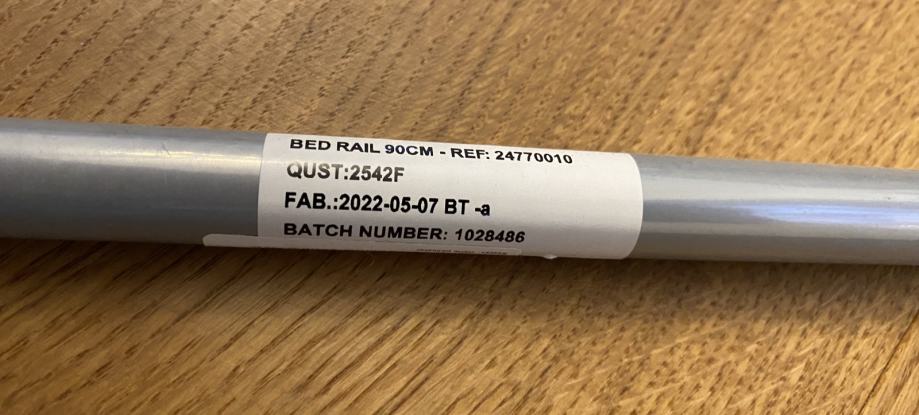 BED RAIL 90CM - REF: 24770010
QUST:2542F
FAB.:2022-05-07 BT -a
BATCH NUMBER: 1028486